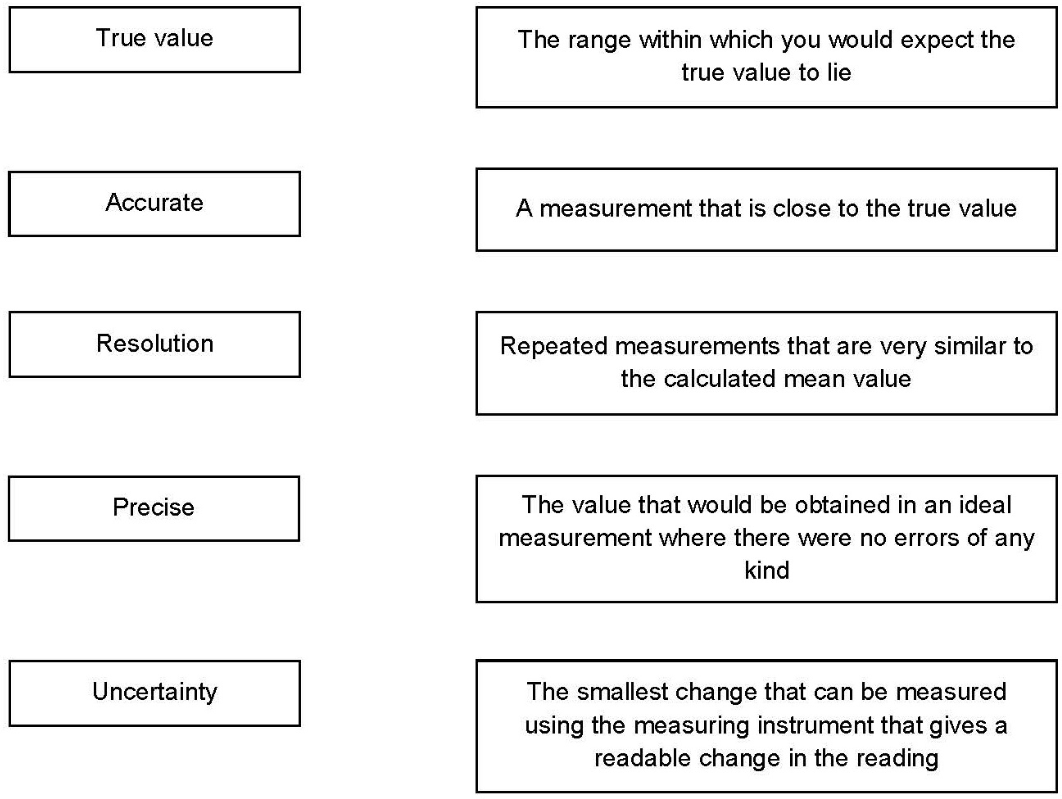 True value
The range within which you would expect the
true value to lie
Accurate
A measurement that is close to the true value
Resolution
Repeated measurements that are very similar to
the calculated mean value
Precise
The value that would be obtained in an ideal
measurement where there were no errors of any
kind
Uncertainty
The smallest change that can be measured
using the measuring instrument that gives a
readable change in the reading